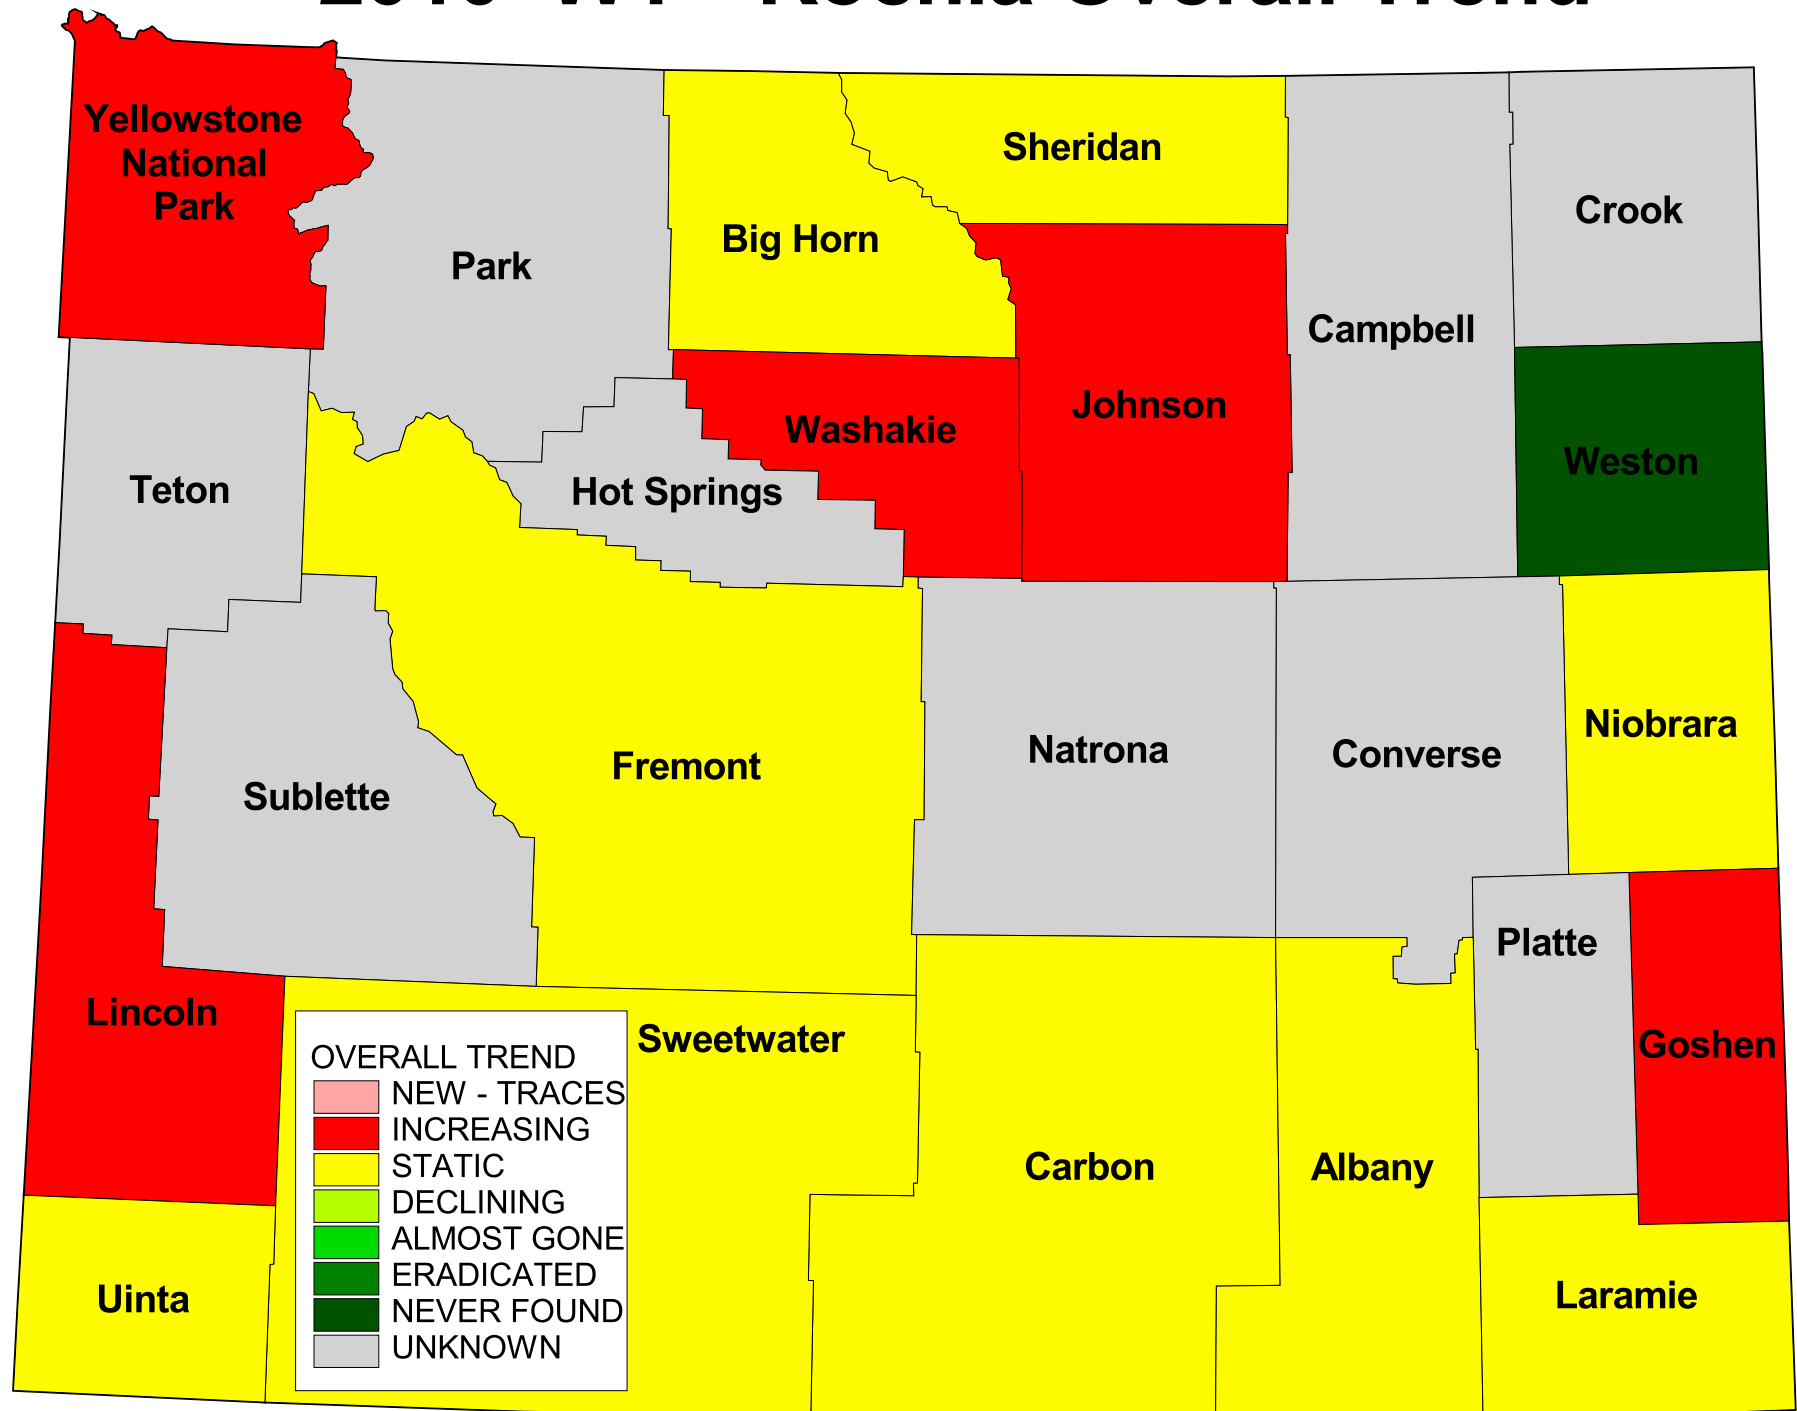 Yellowstone
National
Park
Park
Big Horn
Sheridan
Crook
Campbell
Johnson
Washakie
Weston
Teton
Hot Springs
Niobrara
Natrona
Converse
Fremont
Sublette
Platte
Lincoln
Sweetwater
Goshen
Carbon
Albany
Laramie
Uinta
OVERALL TREND
NEW - TRACES
INCREASING
STATIC
DECLINING
ALMOST GONE
ERADICATED
NEVER FOUND
UNKNOWN